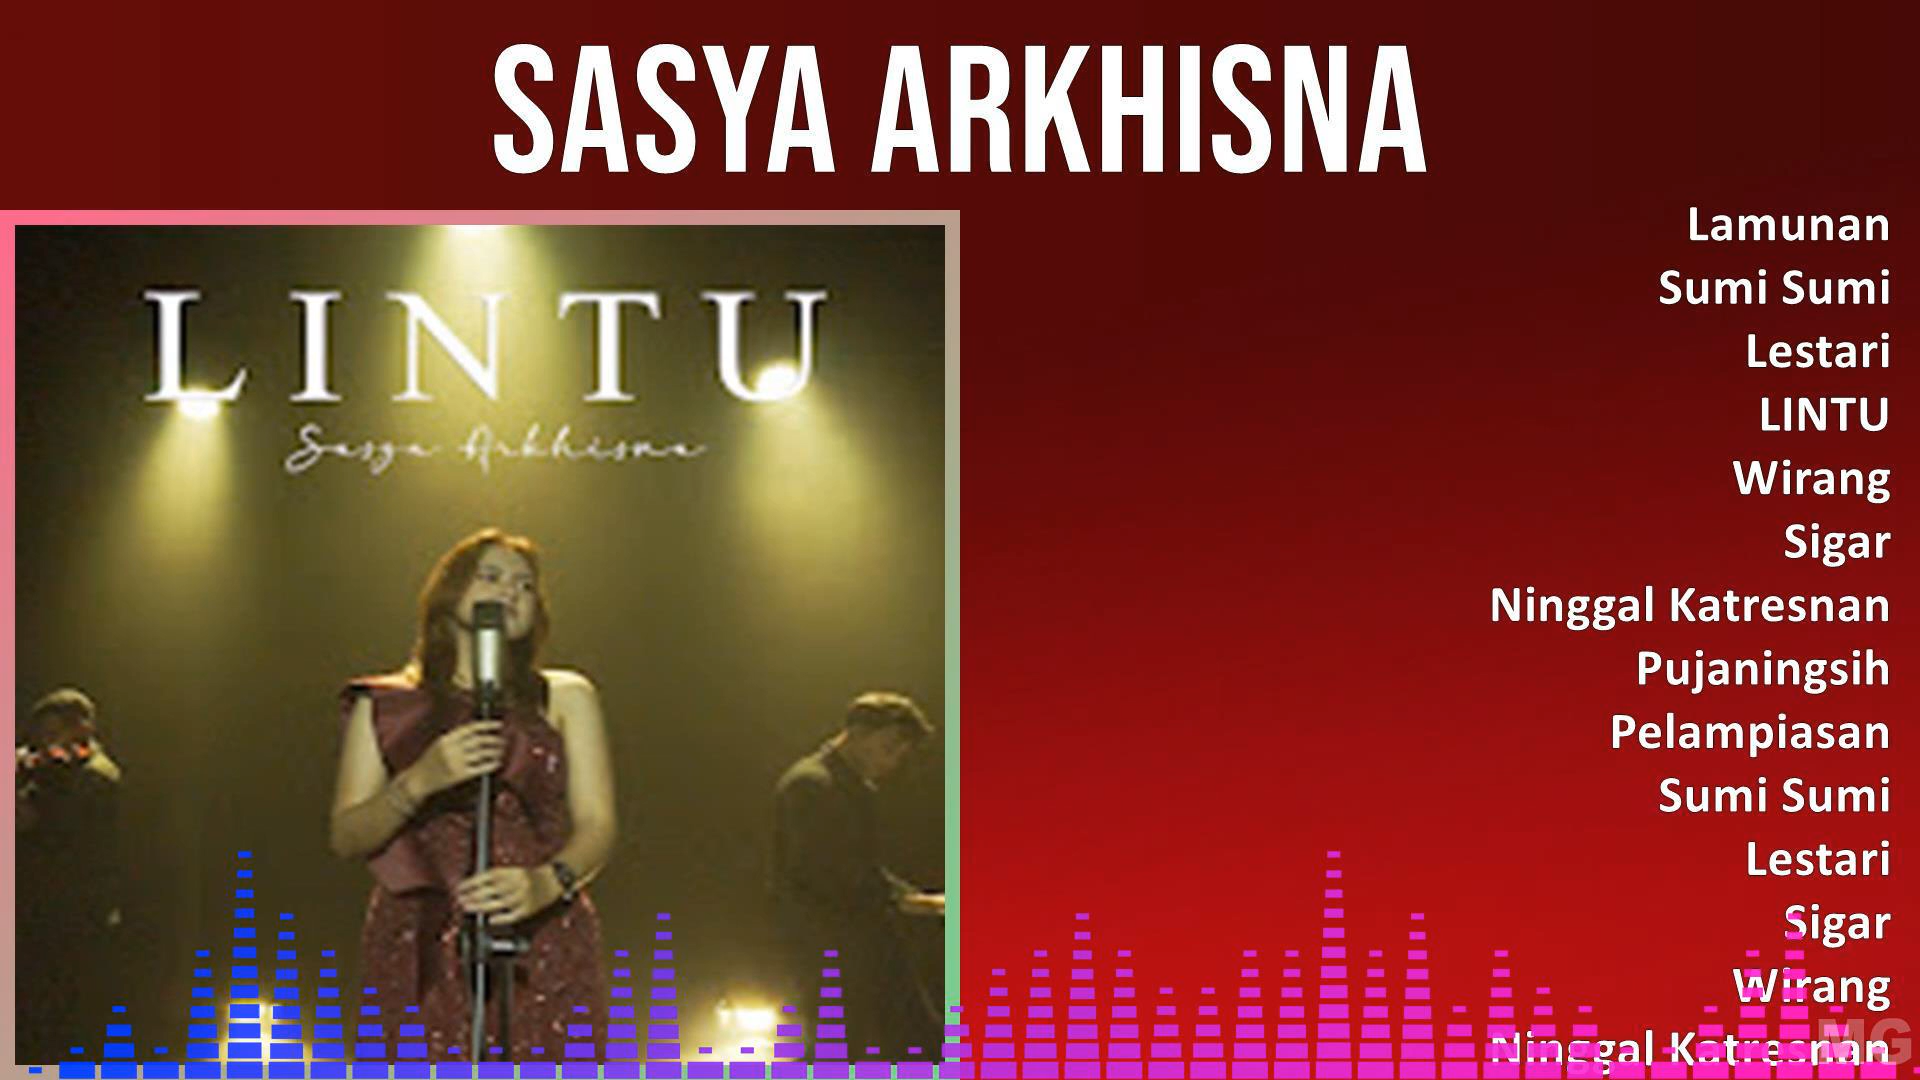 SASYA ARKHISNA
LINTU
Sasya Arkhisna
Lamunan
Sumi Sumi
Lestari
LINTU
Wirang
Sigar
Ninggal Katresnan
Pujaningsih
Pelampiasan
Sumi Sumi
Lestari
Sigar
Wirang
Ninggal Katresnan
MG